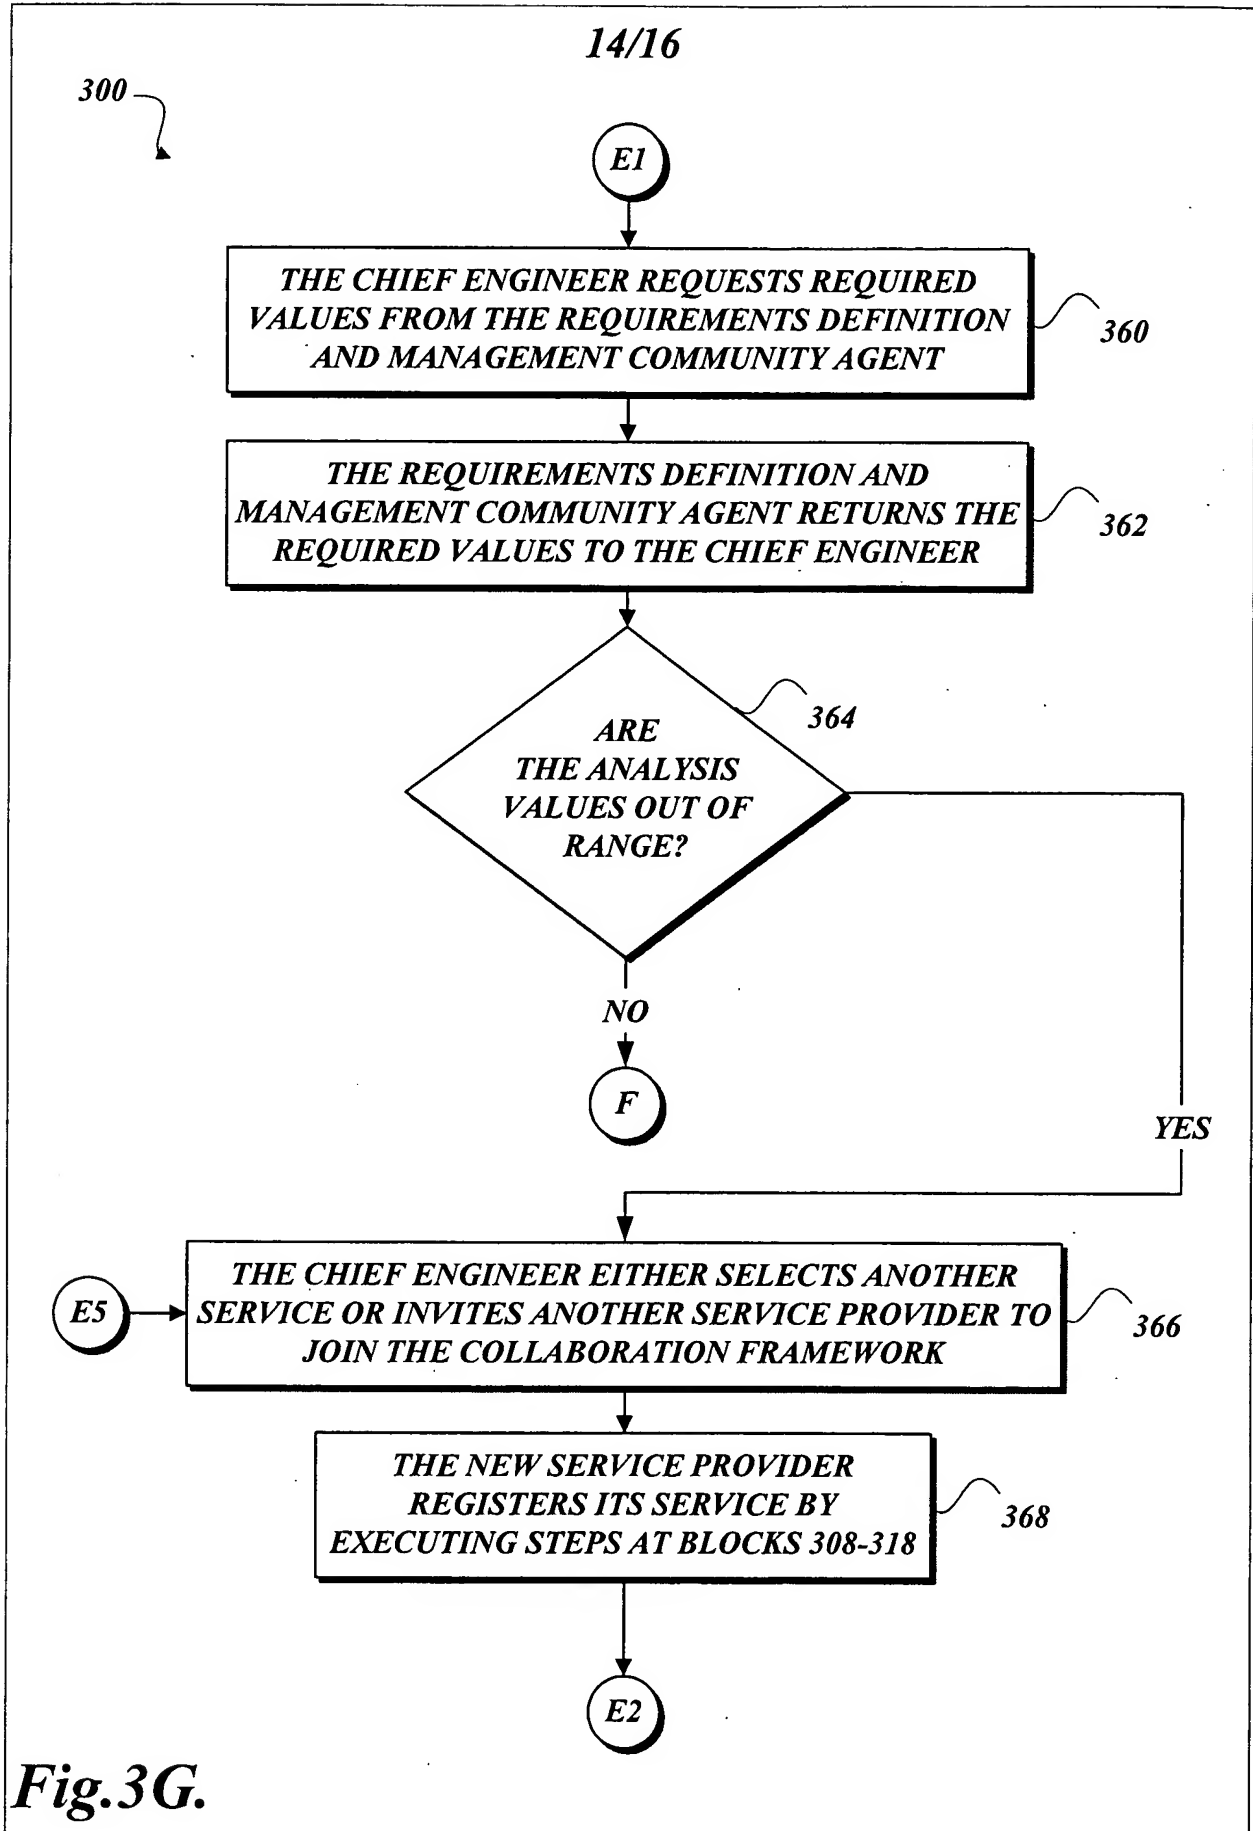 14/16
300
E1
THE CHIEF ENGINEER REQUESTS REQUIRED
VALUES FROM THE REQUIREMENTS DEFINITION
AND MANAGEMENT COMMUNITY AGENT
360
THE REQUIREMENTS DEFINITION AND
MANAGEMENT COMMUNITY AGENT RETURNS THE
REQUIRED VALUES TO THE CHIEF ENGINEER
362
ARE
THE ANALYSIS
VALUES OUT OF
RANGE?
364
NO
F
YES
E5
THE CHIEF ENGINEER EITHER SELECTS ANOTHER
SERVICE OR INVITES ANOTHER SERVICE PROVIDER TO
JOIN THE COLLABORATION FRAMEWORK
366
THE NEW SERVICE PROVIDER
REGISTERS ITS SERVICE BY
EXECUTING STEPS AT BLOCKS 308-318
368
E2
Fig.3G.